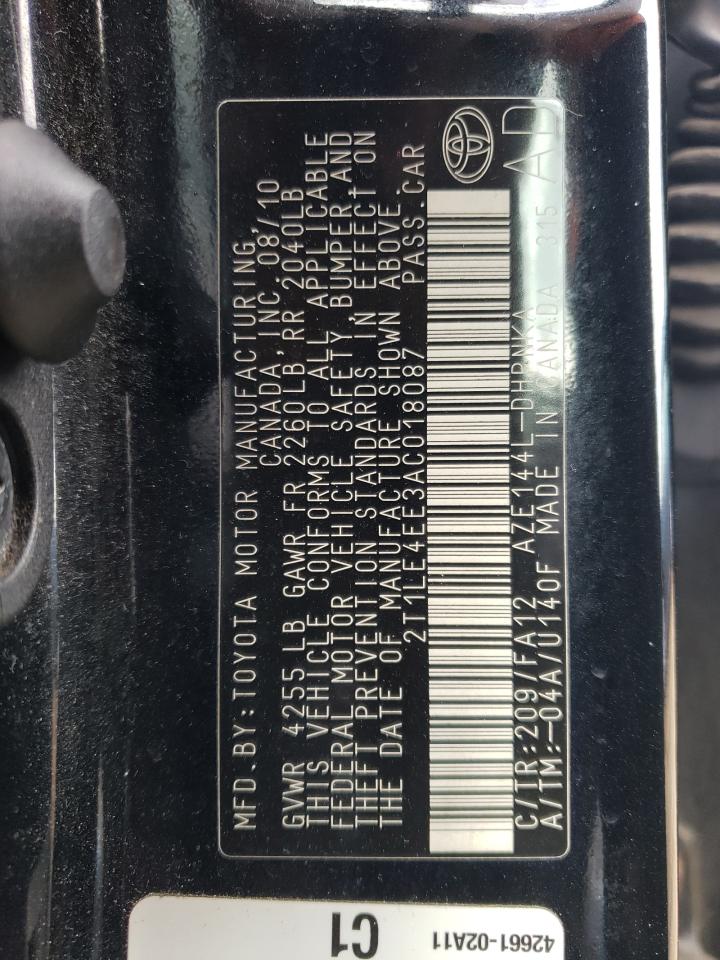 MFD.BY:TOYOTA MOTOR MANUFACTURING,
CANADA, INC. 08/10
GVWR 4255 LB GAWR FR 2260LB, RR 2040LB
THIS VEHICLE CONFORMS TO ALL APPLICABLE
FEDERAL MOTOR VEHICLE SAFETY, BUMPER, AND
THEFT PREVENTION STANDARDS IN EFFECT ON
THE DATE OF MANUFACTURE SHOWN ABOVE.
2T1LE4EE3AC018087 PASS.CAR
C/TR:209/FA12 AZE144L-DHPNKA
A/TM:-04A/U140F MADE IN CANADA 315 AD
C1
42661-02A11